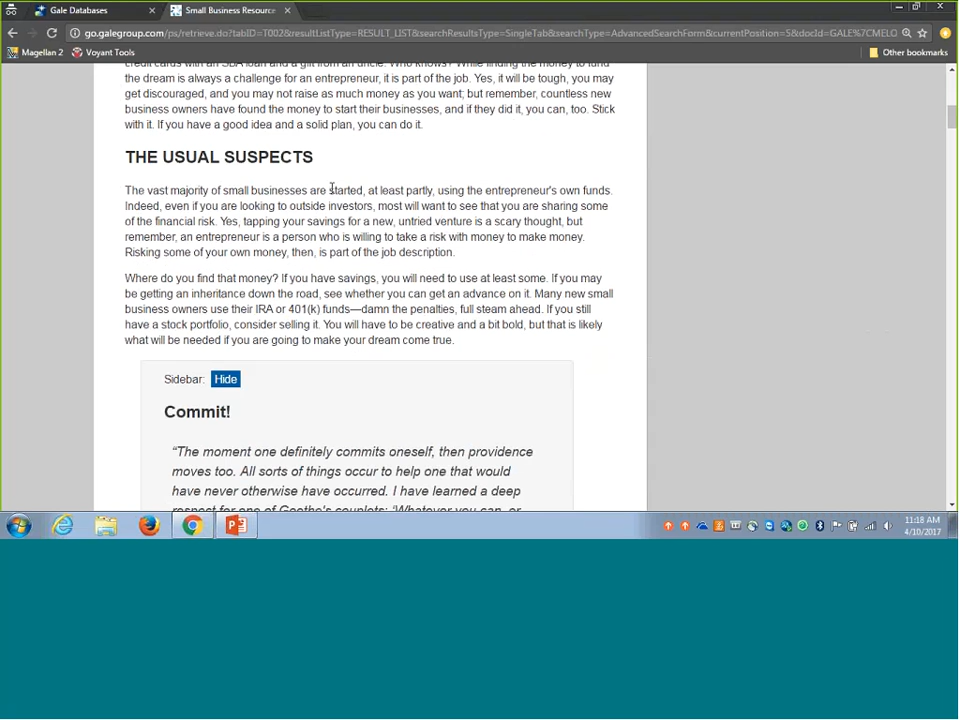 Gale Databases
Small Business Resource
go.galegroup.com/ps/retrieve.do?tabID=T002&resultListType=RESULT_LIST&searchResultsType=SingleTab&searchType=AdvancedSearchForm&currentPosition=5&docId=GALE%7CMELO
Magellan 2
Voyant Tools
Other bookmarks
credit cards with an SBA loan and a gift from an uncle. Who knows? While finding the money to fund
the dream is always a challenge for an entrepreneur, it is part of the job. Yes, it will be tough, you may
get discouraged, and you may not raise as much money as you want; but remember, countless new
business owners have found the money to start their businesses, and if they did it, you can, too. Stick
with it. If you have a good idea and a solid plan, you can do it.
THE USUAL SUSPECTS
The vast majority of small businesses are started, at least partly, using the entrepreneur's own funds.
Indeed, even if you are looking to outside investors, most will want to see that you are sharing some
of the financial risk. Yes, tapping your savings for a new, untried venture is a scary thought, but
remember, an entrepreneur is a person who is willing to take a risk with money to make money.
Risking some of your own money, then, is part of the job description.
Where do you find that money? If you have savings, you will need to use at least some. If you may
be getting an inheritance down the road, see whether you can get an advance on it. Many new small
business owners use their IRA or 401(k) funds—damn the penalties, full steam ahead. If you still
have a stock portfolio, consider selling it. You will have to be creative and a bit bold, but that is likely
what will be needed if you are going to make your dream come true.
Sidebar: Hide
Commit!
“The moment one definitely commits oneself, then providence
moves too. All sorts of things occur to help one that would
have never otherwise have occurred. I have learned a deep
respect for one of Goethe's couplets: ‘Whatever you can, or
11:18 AM
4/10/2017